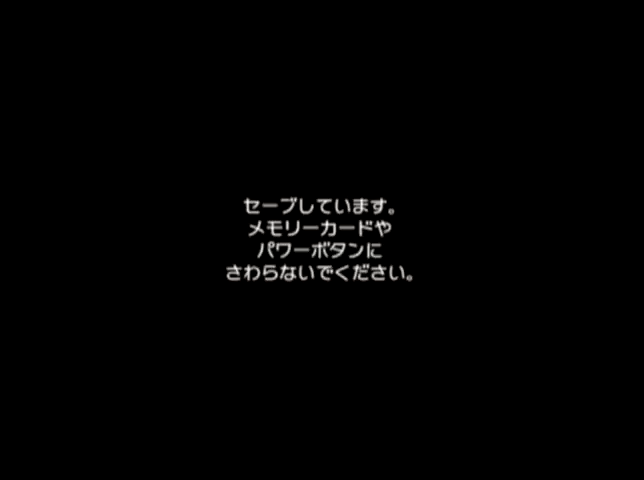 セーブしています。
メモリーカードや
パワーボタンに
さわらないでください。